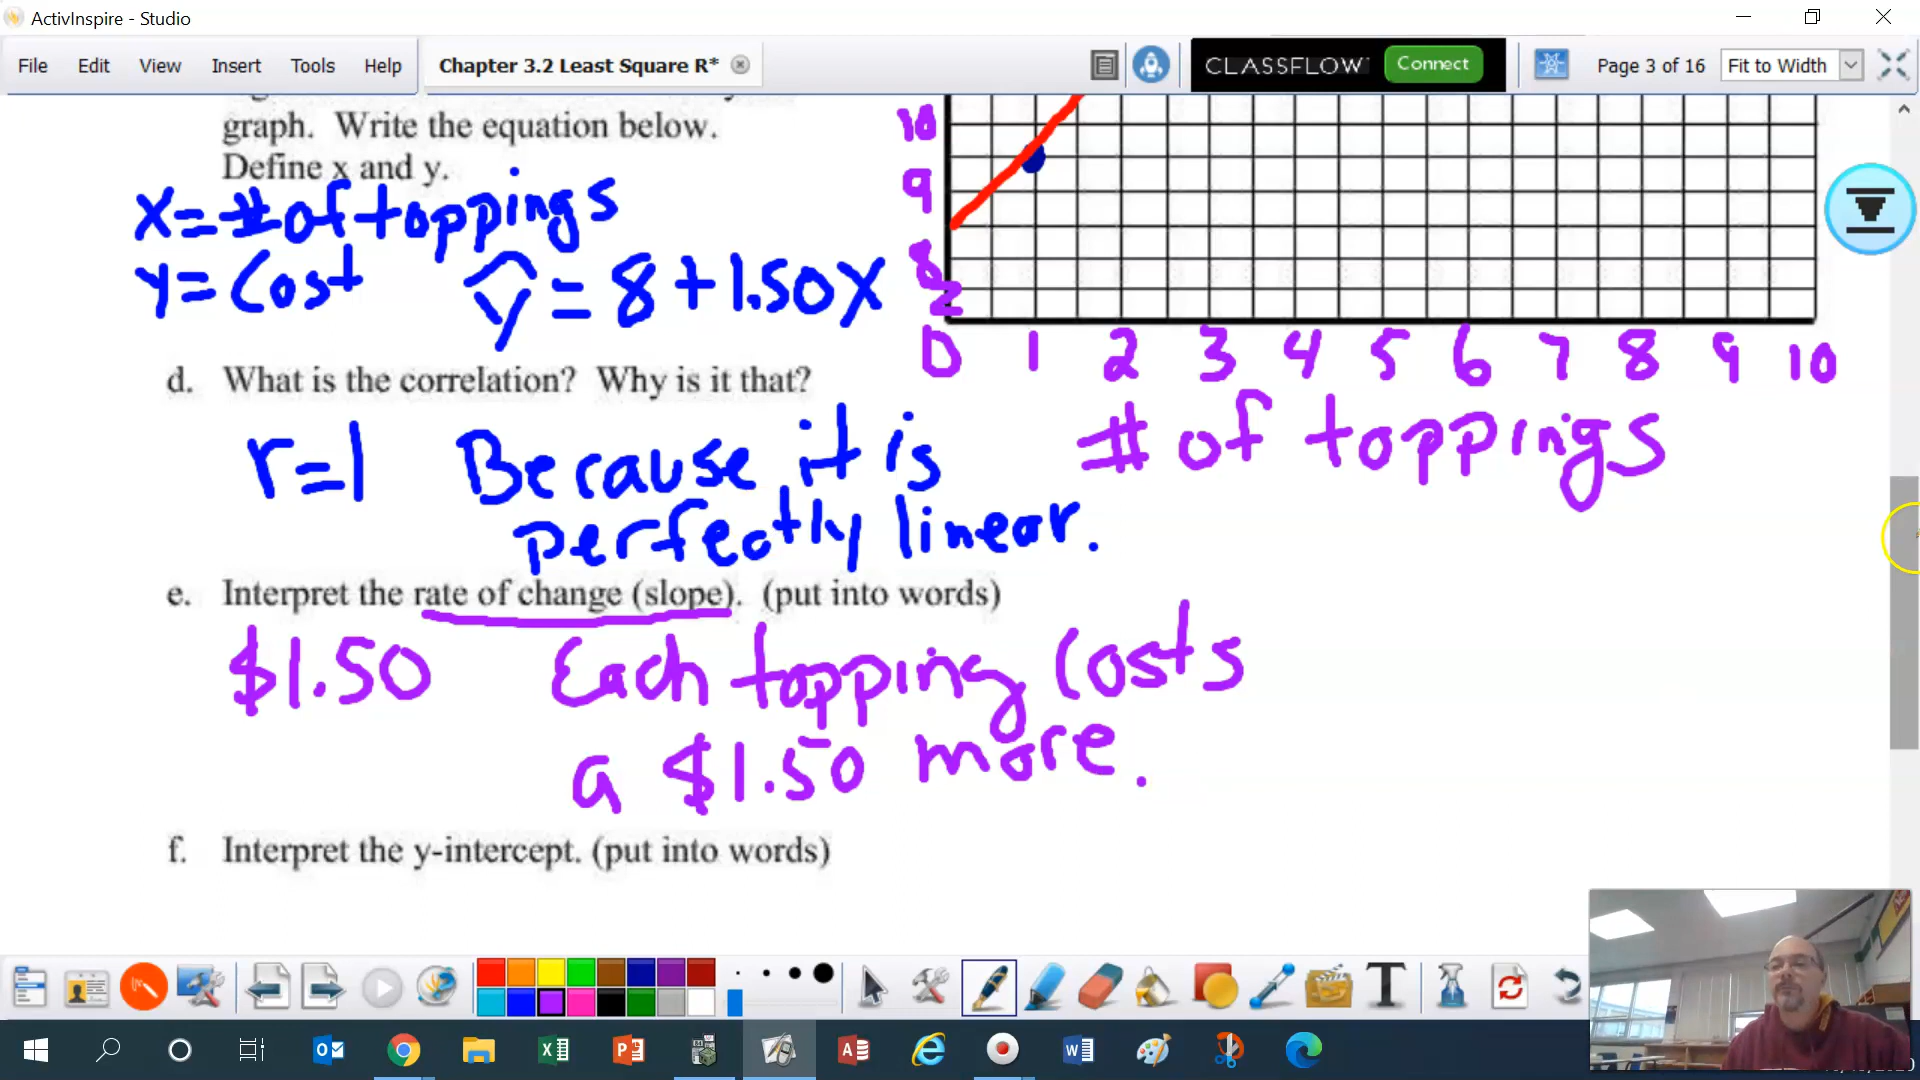 ActivInspire - Studio
File Edit View Insert Tools Help Chapter 3.2 Least Square R* CLASSFLOW Connect Page 3 of 16 Fit to Width
graph. Write the equation below.
Define x and y.
x = # of toppings
y = Cost ŷ = 8 + 1.50x
10
9
8
2
0 1 2 3 4 5 6 7 8 9 10
# of toppings
d. What is the correlation? Why is it that?
r=1 Because it is
perfectly linear.
e. Interpret the rate of change (slope). (put into words)
$1.50 Each topping costs
a $1.50 more.
f. Interpret the y-intercept. (put into words)